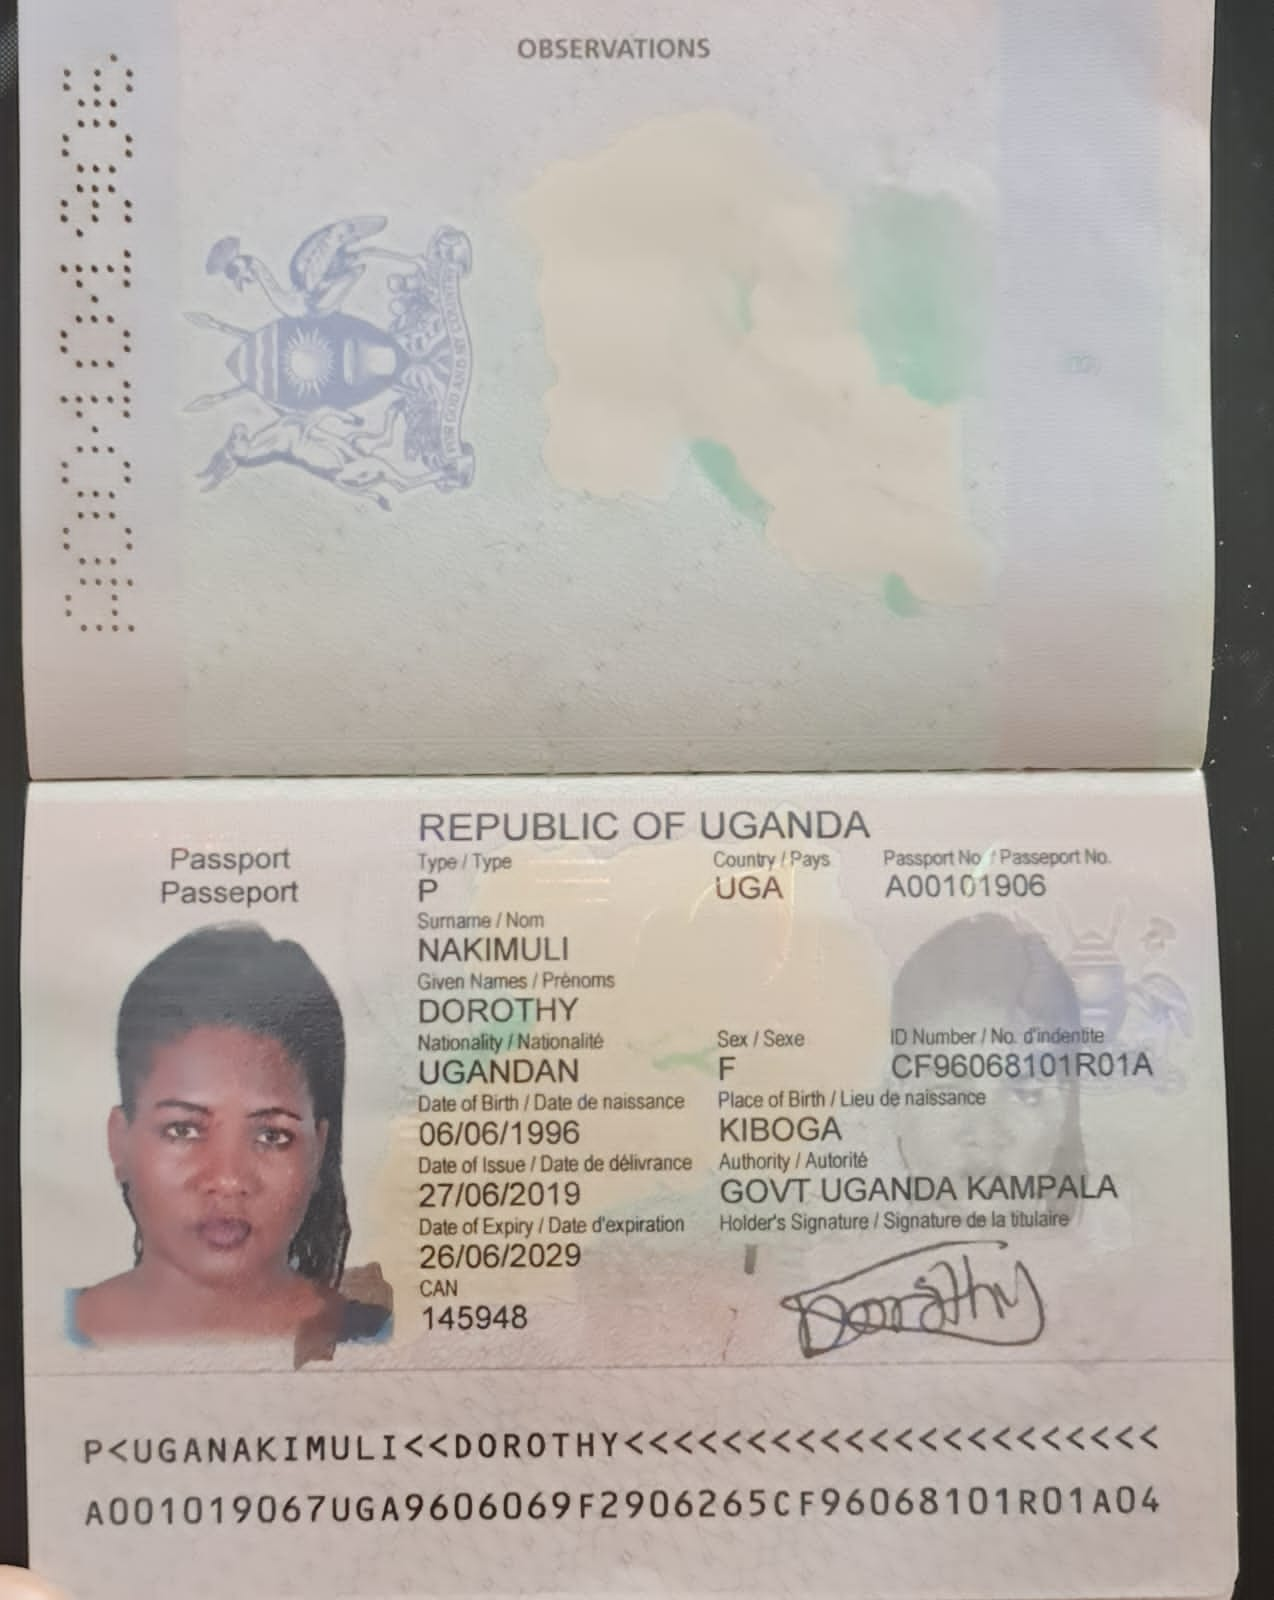 OBSERVATIONS
FOR GOD AND MY COUNTRY
REPUBLIC OF UGANDA
Passport
Passeport
Type / Type
Country / Pays
Passport No. / Passeport No.
P
UGA
A00101906
Surname / Nom
NAKIMULI
Given Names / Prénoms
DOROTHY
Nationality / Nationalité
Sex / Sexe
ID Number / No. d'indentite
UGANDAN
F
CF96068101R01A
Date of Birth / Date de naissance
Place of Birth / Lieu de naissance
06/06/1996
KIBOGA
Date of Issue / Date de délivrance
Authority / Autorité
27/06/2019
GOVT UGANDA KAMPALA
Date of Expiry / Date d'expiration
Holder's Signature / Signature de la titulaire
26/06/2029
CAN
145948
Dorothy
P<UGANAKIMULI<<DOROTHY<<<<<<<<<<<<<<<<<<<<<<
A001019067UGA9606069F2906265CF96068101R01A04